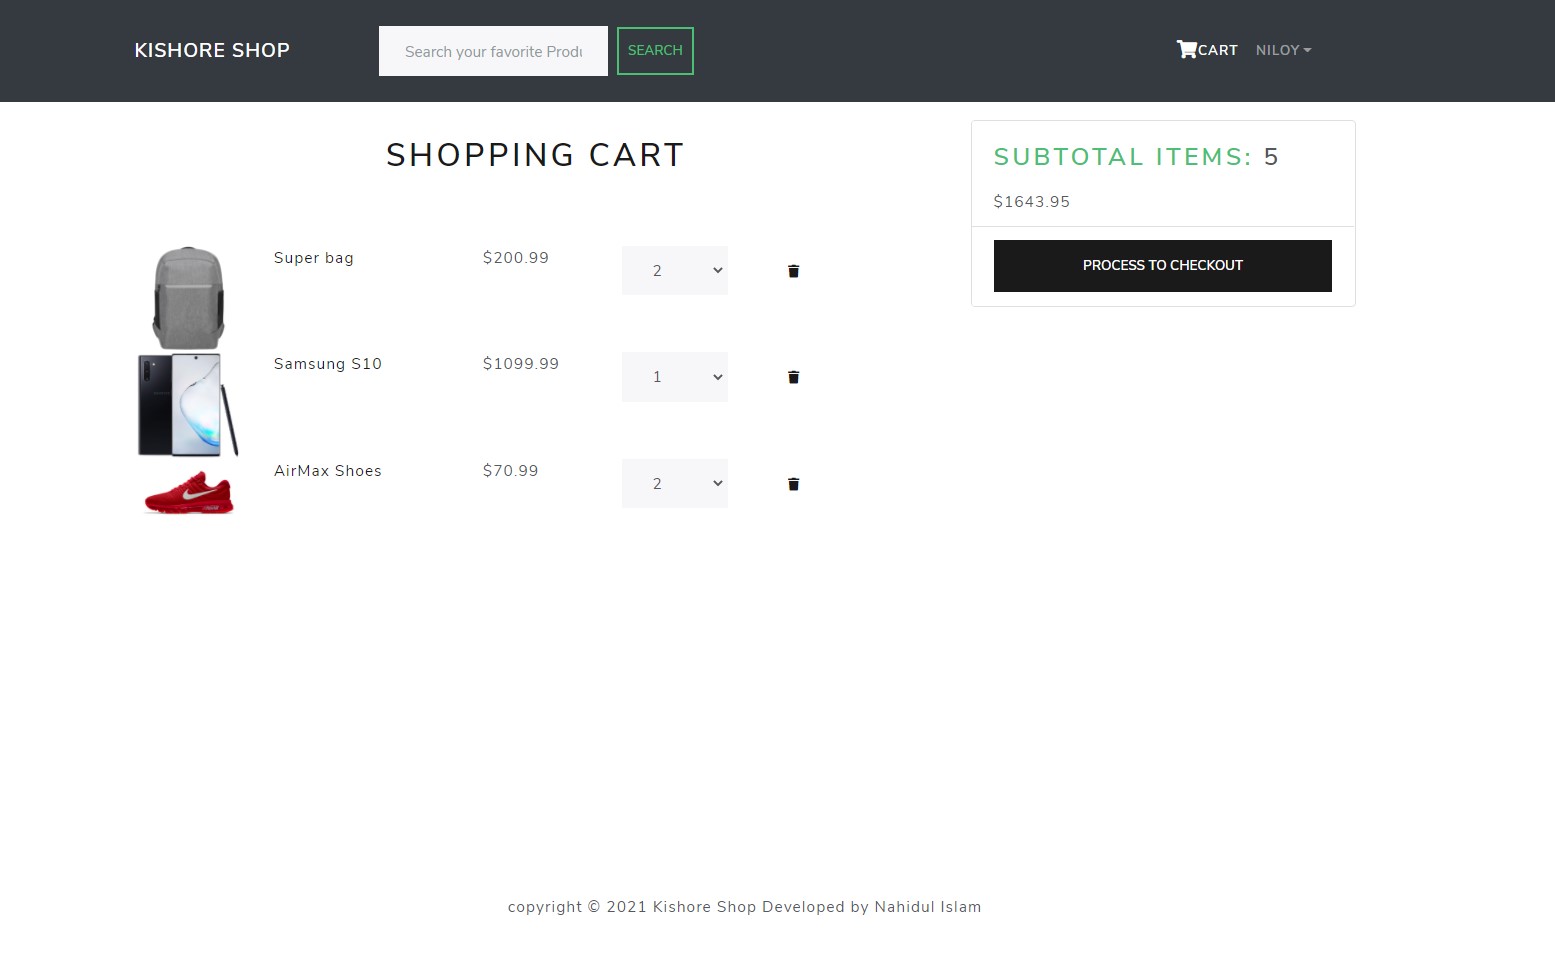 KISHORE SHOP
Search your favorite Produ
SEARCH
CART
NILOY
SHOPPING CART
Super bag $200.99 2
Samsung S10 $1099.99 1
AirMax Shoes $70.99 2
SUBTOTAL ITEMS: 5
$1643.95
PROCESS TO CHECKOUT
copyright © 2021 Kishore Shop Developed by Nahidul Islam